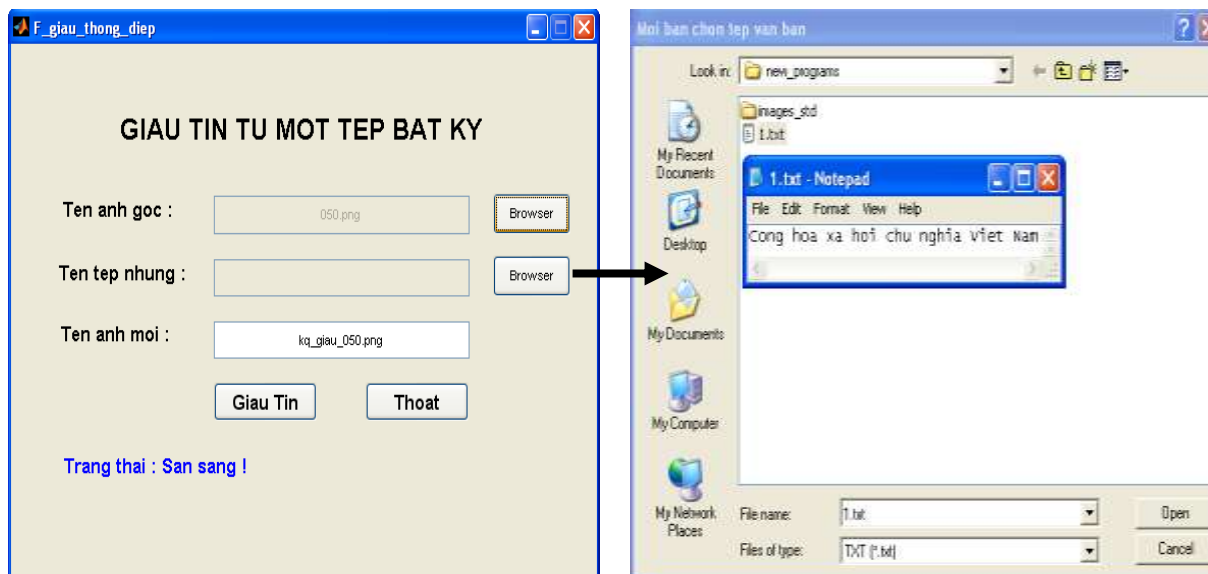 F_giau_thong_diep
GIAU TIN TU MOT TEP BAT KY
Ten anh goc :
050.png
Browser
Ten tep nhung :
Browser
Ten anh moi :
kq_giau_050.png
Giau Tin
Thoat
Trang thai : San sang !
Moi ban chon tep van ban
Look in:
new_programs
images_std
1.txt
My Recent
Documents
Desktop
My Documents
My Computer
My Network
Places
1.txt - Notepad
File Edit Format View Help
Cong hoa xa hoi chu nghia Viet Nam
File name:
1.txt
Open
Files of type:
TXT (*.txt)
Cancel